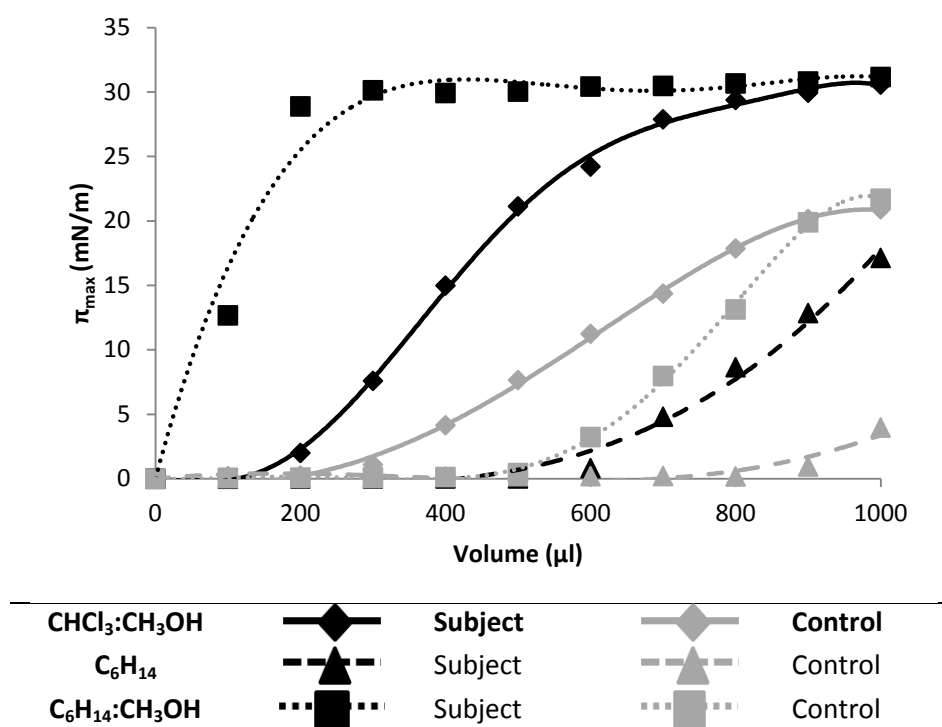 35
30
25
20
15
10
5
0
πmax (mN/m)
0 200 400 600 800 1000
Volume (µl)
CHCl₃:CH₃OH Subject Control
C₆H₁₄ Subject Control
C₆H₁₄:CH₃OH Subject Control